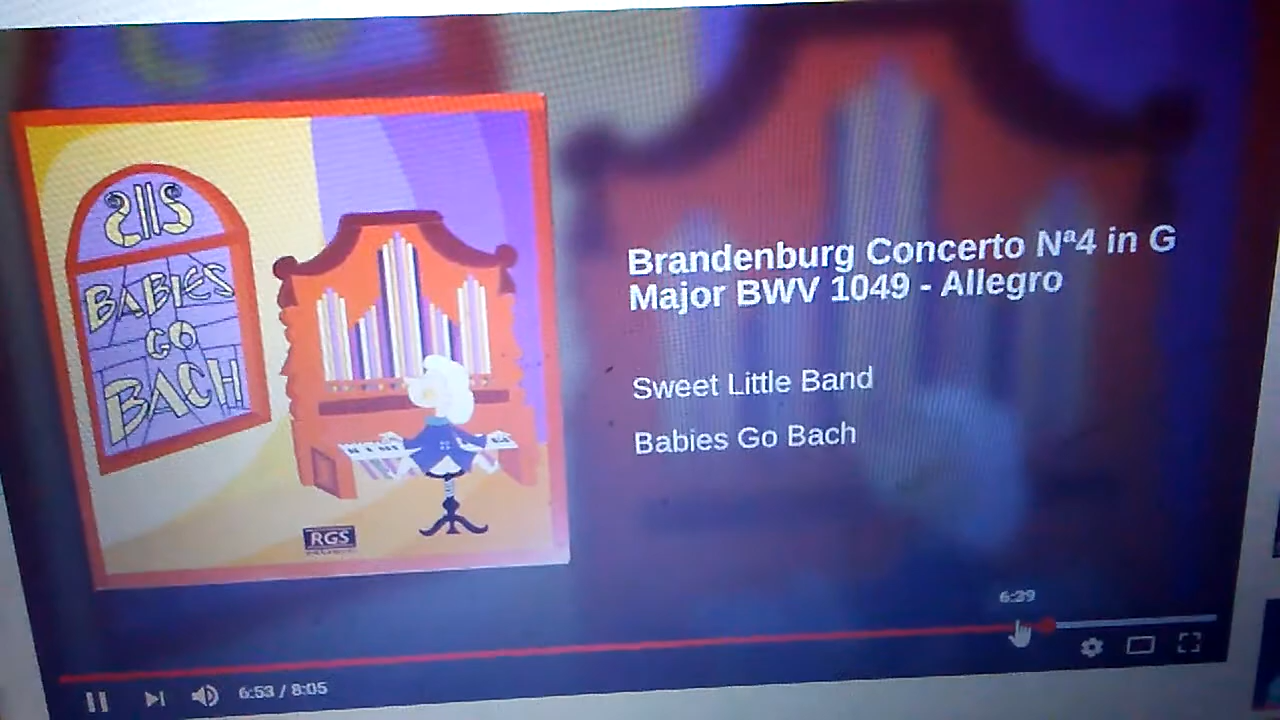 BABIES
GO
BACH
RGS
Brandenburg Concerto Nª4 in G
Major BWV 1049 - Allegro
Sweet Little Band
Babies Go Bach
6:39
6:53 / 8:05